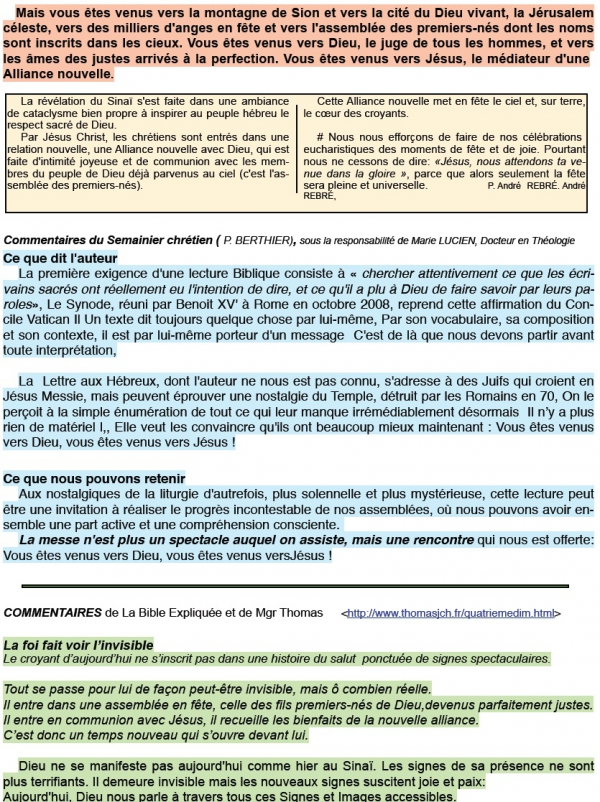 Mais vous êtes venus vers la montagne de Sion et vers la cité du Dieu vivant, la Jérusalem
céleste, vers des milliers d'anges en fête et vers l'assemblée des premiers-nés dont les noms
sont inscrits dans les cieux. Vous êtes venus vers Dieu, le juge de tous les hommes, et vers
les âmes des justes arrivés à la perfection. Vous êtes venus vers Jésus, le médiateur d'une
Alliance nouvelle.
La révélation du Sinaï s'est faite dans une ambiance
de cataclysme bien propre à inspirer au peuple hébreu le
respect sacré de Dieu.
Par Jésus Christ, les chrétiens sont entrés dans une
relation nouvelle, une Alliance nouvelle avec Dieu, qui est
faite d'intimité joyeuse et de communion avec les mem-
bres du peuple de Dieu déjà parvenus au ciel (c'est l'as-
semblée des premiers-nés).
Cette Alliance nouvelle met en fête le ciel et, sur terre,
le cœur des croyants.
# Nous nous efforçons de faire de nos célébrations
eucharistiques des moments de fête et de joie. Pourtant
nous ne cessons de dire: «Jésus, nous attendons ta ve-
nue dans la gloire », parce que alors seulement la fête
sera pleine et universelle. P. André REBRÉ. André
REBRÉ,
Commentaires du Semainier chrétien ( P. BERTHIER), sous la responsabilité de Marie LUCIEN, Docteur en Théologie
Ce que dit l'auteur
La première exigence d'une lecture Biblique consiste à « chercher attentivement ce que les écri-
vains sacrés ont réellement eu l'intention de dire, et ce qu'il a plu à Dieu de faire savoir par leurs pa-
roles», Le Synode, réuni par Benoit XV' à Rome en octobre 2008, reprend cette affirmation du Con-
cile Vatican II Un texte dit toujours quelque chose par lui-même, Par son vocabulaire, sa composition
et son contexte, il est par lui-même porteur d'un message C'est de là que nous devons partir avant
toute interprétation,
La Lettre aux Hébreux, dont l'auteur ne nous est pas connu, s'adresse à des Juifs qui croient en
Jésus Messie, mais peuvent éprouver une nostalgie du Temple, détruit par les Romains en 70, On le
perçoit à la simple énumération de tout ce qui leur manque irrémédiablement désormais Il n'y a plus
rien de matériel I,, Elle veut les convaincre qu'ils ont beaucoup mieux maintenant : Vous êtes venus
vers Dieu, vous êtes venus vers Jésus !
Ce que nous pouvons retenir
Aux nostalgiques de la liturgie d'autrefois, plus solennelle et plus mystérieuse, cette lecture peut
être une invitation à réaliser le progrès incontestable de nos assemblées, où nous pouvons avoir en-
semble une part active et une compréhension consciente.
La messe n'est plus un spectacle auquel on assiste, mais une rencontre qui nous est offerte:
Vous êtes venus vers Dieu, vous êtes venus versJésus !
COMMENTAIRES de La Bible Expliquée et de Mgr Thomas <http://www.thomasjch.fr/quatriemedim.html>
La foi fait voir l'invisible
Le croyant d'aujourd'hui ne s'inscrit pas dans une histoire du salut ponctuée de signes spectaculaires.
Tout se passe pour lui de façon peut-être invisible, mais ô combien réelle.
Il entre dans une assemblée en fête, celle des fils premiers-nés de Dieu,devenus parfaitement justes.
Il entre en communion avec Jésus, il recueille les bienfaits de la nouvelle alliance.
C'est donc un temps nouveau qui s'ouvre devant lui.
Dieu ne se manifeste pas aujourd'hui comme hier au Sinaï. Les signes de sa présence ne sont
plus terrifiants. Il demeure invisible mais les nouveaux signes suscitent joie et paix:
Aujourd'hui, Dieu nous parle à travers tous ces Signes et Images accessibles.